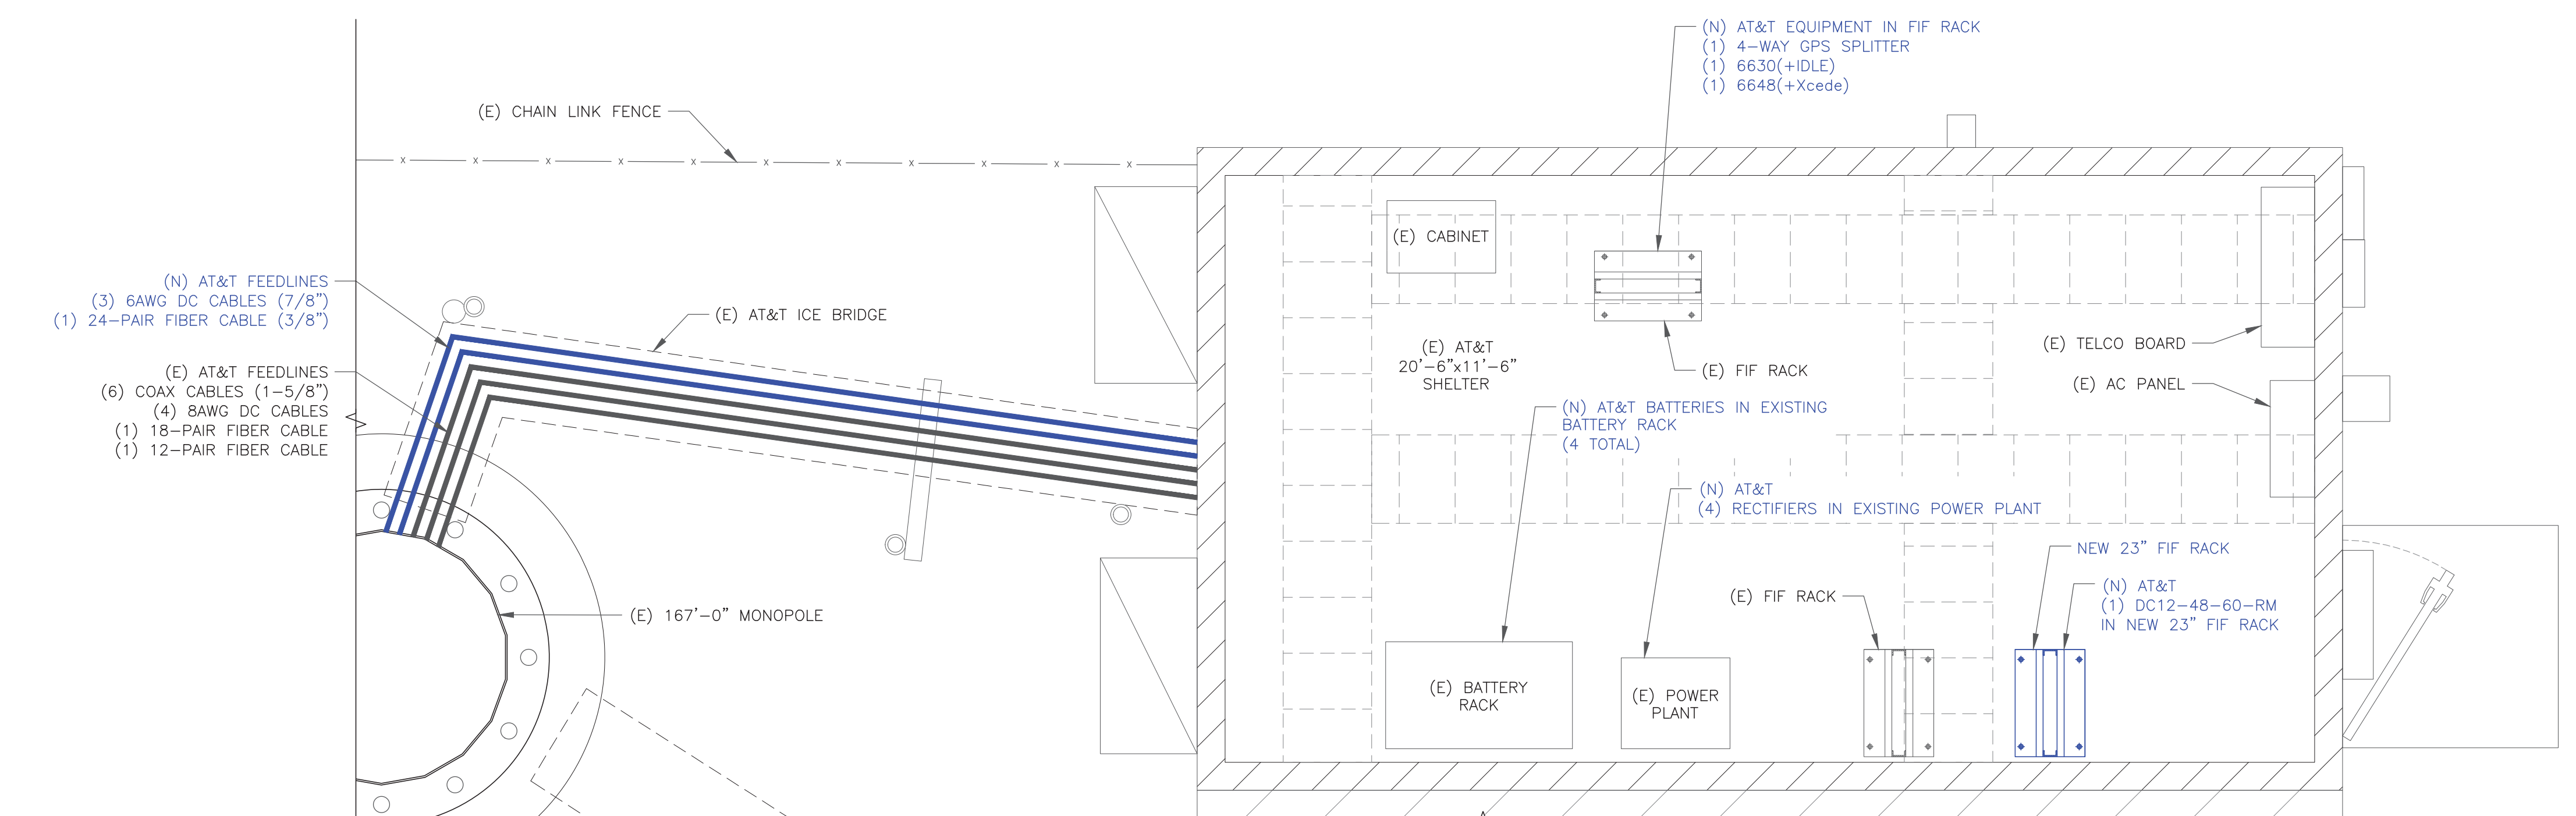 (N) AT&T EQUIPMENT IN FIF RACK
(1) 4-WAY GPS SPLITTER
(1) 6630(+IDLE)
(1) 6648(+Xcede)
(E) CHAIN LINK FENCE
x x x x x x x x x x x
(E) CABINET
(N) AT&T FEEDLINES
(3) 6AWG DC CABLES (7/8")
(1) 24-PAIR FIBER CABLE (3/8")
(E) AT&T ICE BRIDGE
(E) AT&T FEEDLINES
(6) COAX CABLES (1-5/8")
(4) 8AWG DC CABLES
(1) 18-PAIR FIBER CABLE
(1) 12-PAIR FIBER CABLE
(E) AT&T
20'-6"x11'-6"
SHELTER
(E) FIF RACK
(E) TELCO BOARD
(E) AC PANEL
(N) AT&T BATTERIES IN EXISTING
BATTERY RACK
(4 TOTAL)
(N) AT&T
(4) RECTIFIERS IN EXISTING POWER PLANT
NEW 23" FIF RACK
(N) AT&T
(1) DC12-48-60-RM
IN NEW 23" FIF RACK
(E) FIF RACK
(E) 167'-0" MONOPOLE
(E) BATTERY
RACK
(E) POWER
PLANT